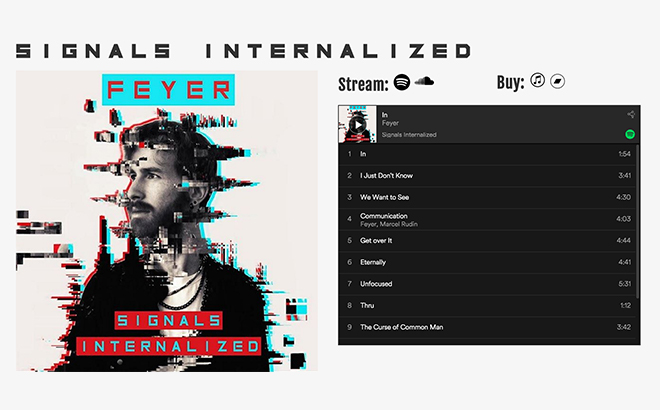 SIGNALS INTERNALIZED
FEYER
SIGNALS
INTERNALIZED
Stream:
Buy:
In
Feyer
Signals Internalized
1 In 1:54
2 I Just Don't Know 3:41
3 We Want to See 4:30
4 Communication 4:03
Feyer, Marcel Rudin
5 Get over It 4:44
6 Eternally 4:41
7 Unfocused 5:31
8 Thru 1:12
9 The Curse of Common Man 3:42